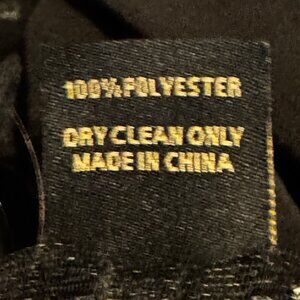 100% POLYESTER
DRY CLEAN ONLY
MADE IN CHINA